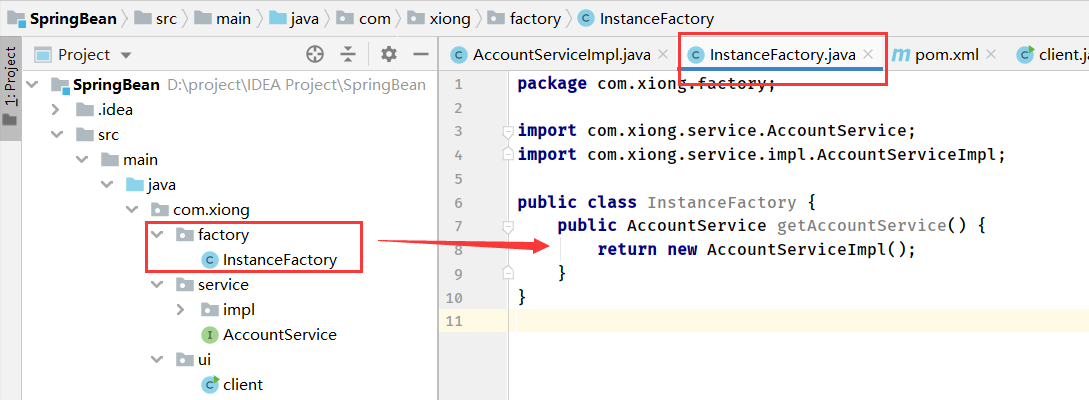 SpringBean src main java com xiong factory InstanceFactory
1: Project
Project
AccountServiceImpl.java InstanceFactory.java pom.xml client.ja
SpringBean D:\project\IDEA Project\SpringBean
.idea
src
main
java
com.xiong
factory
InstanceFactory
service
impl
AccountService
ui
client
1 package com.xiong.factory;
2
3 import com.xiong.service.AccountService;
4 import com.xiong.service.impl.AccountServiceImpl;
5
6 public class InstanceFactory {
7 public AccountService getAccountService() {
8 return new AccountServiceImpl();
9 }
10 }
11